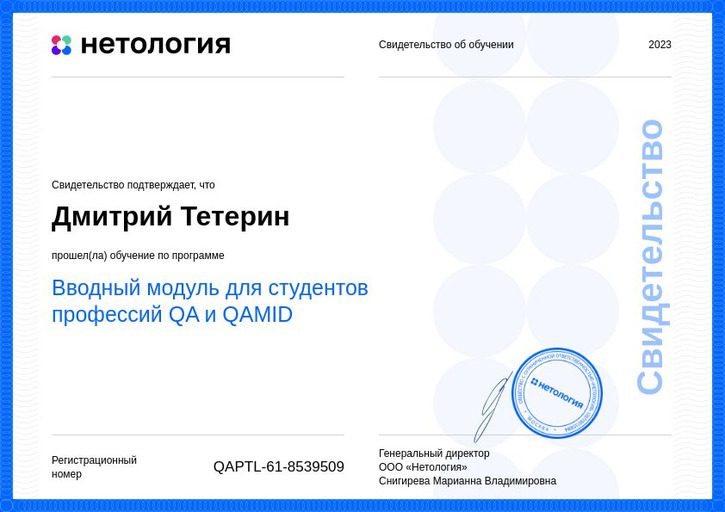 нетология
Свидетельство об обучении
2023
Свидетельство подтверждает, что
Дмитрий Тетерин
прошел(ла) обучение по программе
Вводный модуль для студентов
профессий QA и QAMID
Свидетельство
нетология
МОСКВА
Регистрационный
номер
QAPTL-61-8539509
Генеральный директор
ООО «Нетология»
Снигирева Марианна Владимировна